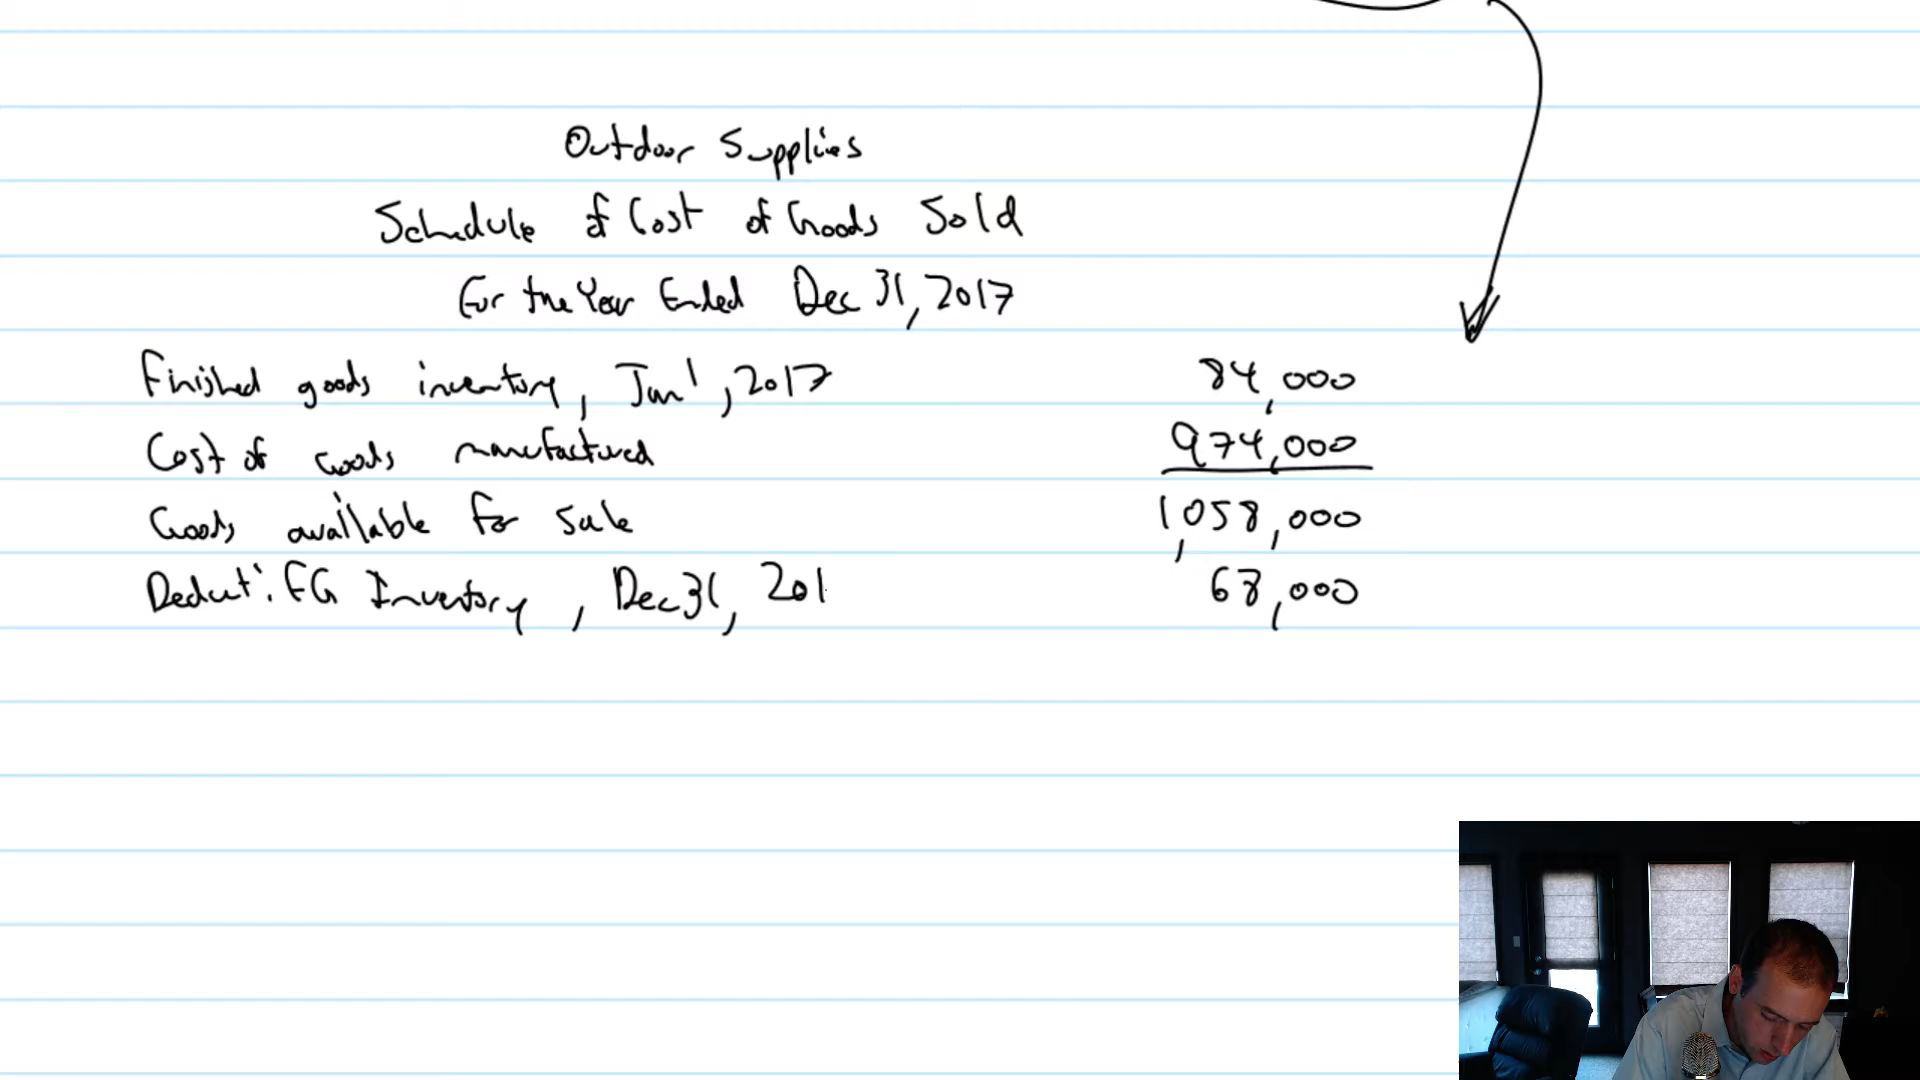 Outdoor Supplies
Schedule of Cost of Goods Sold
For the Year Ended Dec 31, 2017
Finished goods inventory, Jan 1, 2017 84,000
Cost of Goods manufactured 974,000
Goods available for sale 1,058,000
Deduct: FG Inventory, Dec 31, 201 68,000